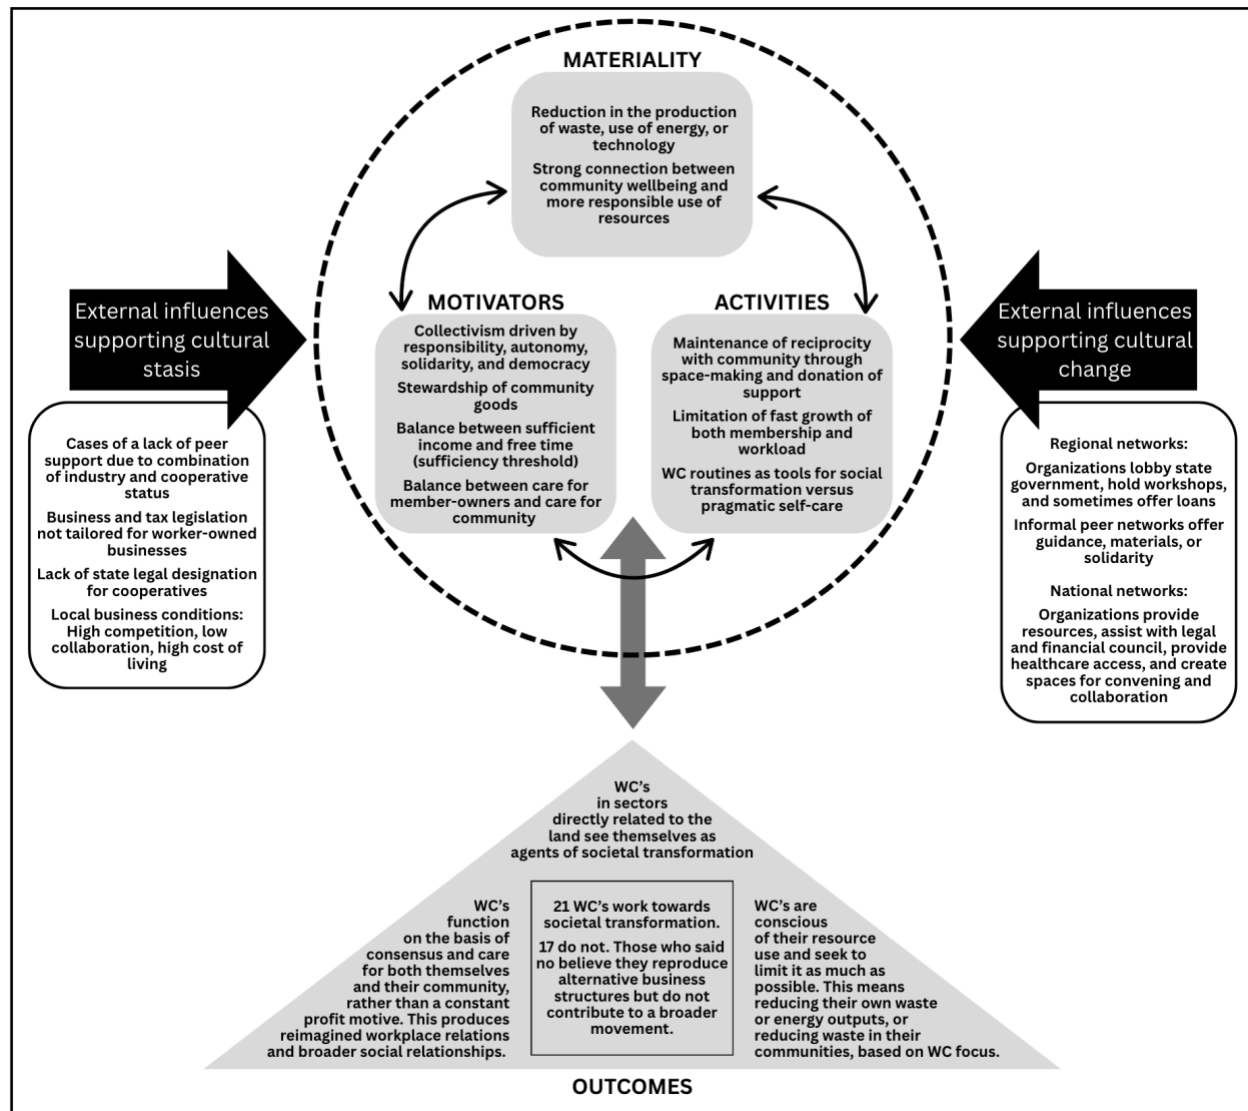 MATERIALITY
Reduction in the production
of waste, use of energy, or
technology
Strong connection between
community wellbeing and
more responsible use of
resources
External influences
supporting cultural
stasis
Cases of a lack of peer
support due to combination
of industry and cooperative
status
Business and tax legislation
not tailored for worker-owned
businesses
Lack of state legal designation
for cooperatives
Local business conditions:
High competition, low
collaboration, high cost of
living
MOTIVATORS
Collectivism driven by
responsibility, autonomy,
solidarity, and democracy
Stewardship of community
goods
Balance between sufficient
income and free time
(sufficiency threshold)
Balance between care for
member-owners and care for
community
ACTIVITIES
Maintenance of reciprocity
with community through
space-making and donation of
support
Limitation of fast growth of
both membership and
workload
WC routines as tools for social
transformation versus
pragmatic self-care
External influences
supporting cultural
change
Regional networks:
Organizations lobby state
government, hold workshops,
and sometimes offer loans
Informal peer networks offer
guidance, materials, or
solidarity
National networks:
Organizations provide
resources, assist with legal
and financial council, provide
healthcare access, and create
spaces for convening and
collaboration
WC's
in sectors
directly related to the
land see themselves as
agents of societal transformation
WC's
function
on the basis of
consensus and care
for both themselves
and their community,
rather than a constant
profit motive. This produces
reimagined workplace relations
and broader social relationships.
21 WC's work towards
societal transformation.
17 do not. Those who said
no believe they reproduce
alternative business
structures but do not
contribute to a broader
movement.
WC's are
conscious
of their resource
use and seek to
limit it as much as
possible. This means
reducing their own waste
or energy outputs, or
reducing waste in their
communities, based on WC focus.
OUTCOMES